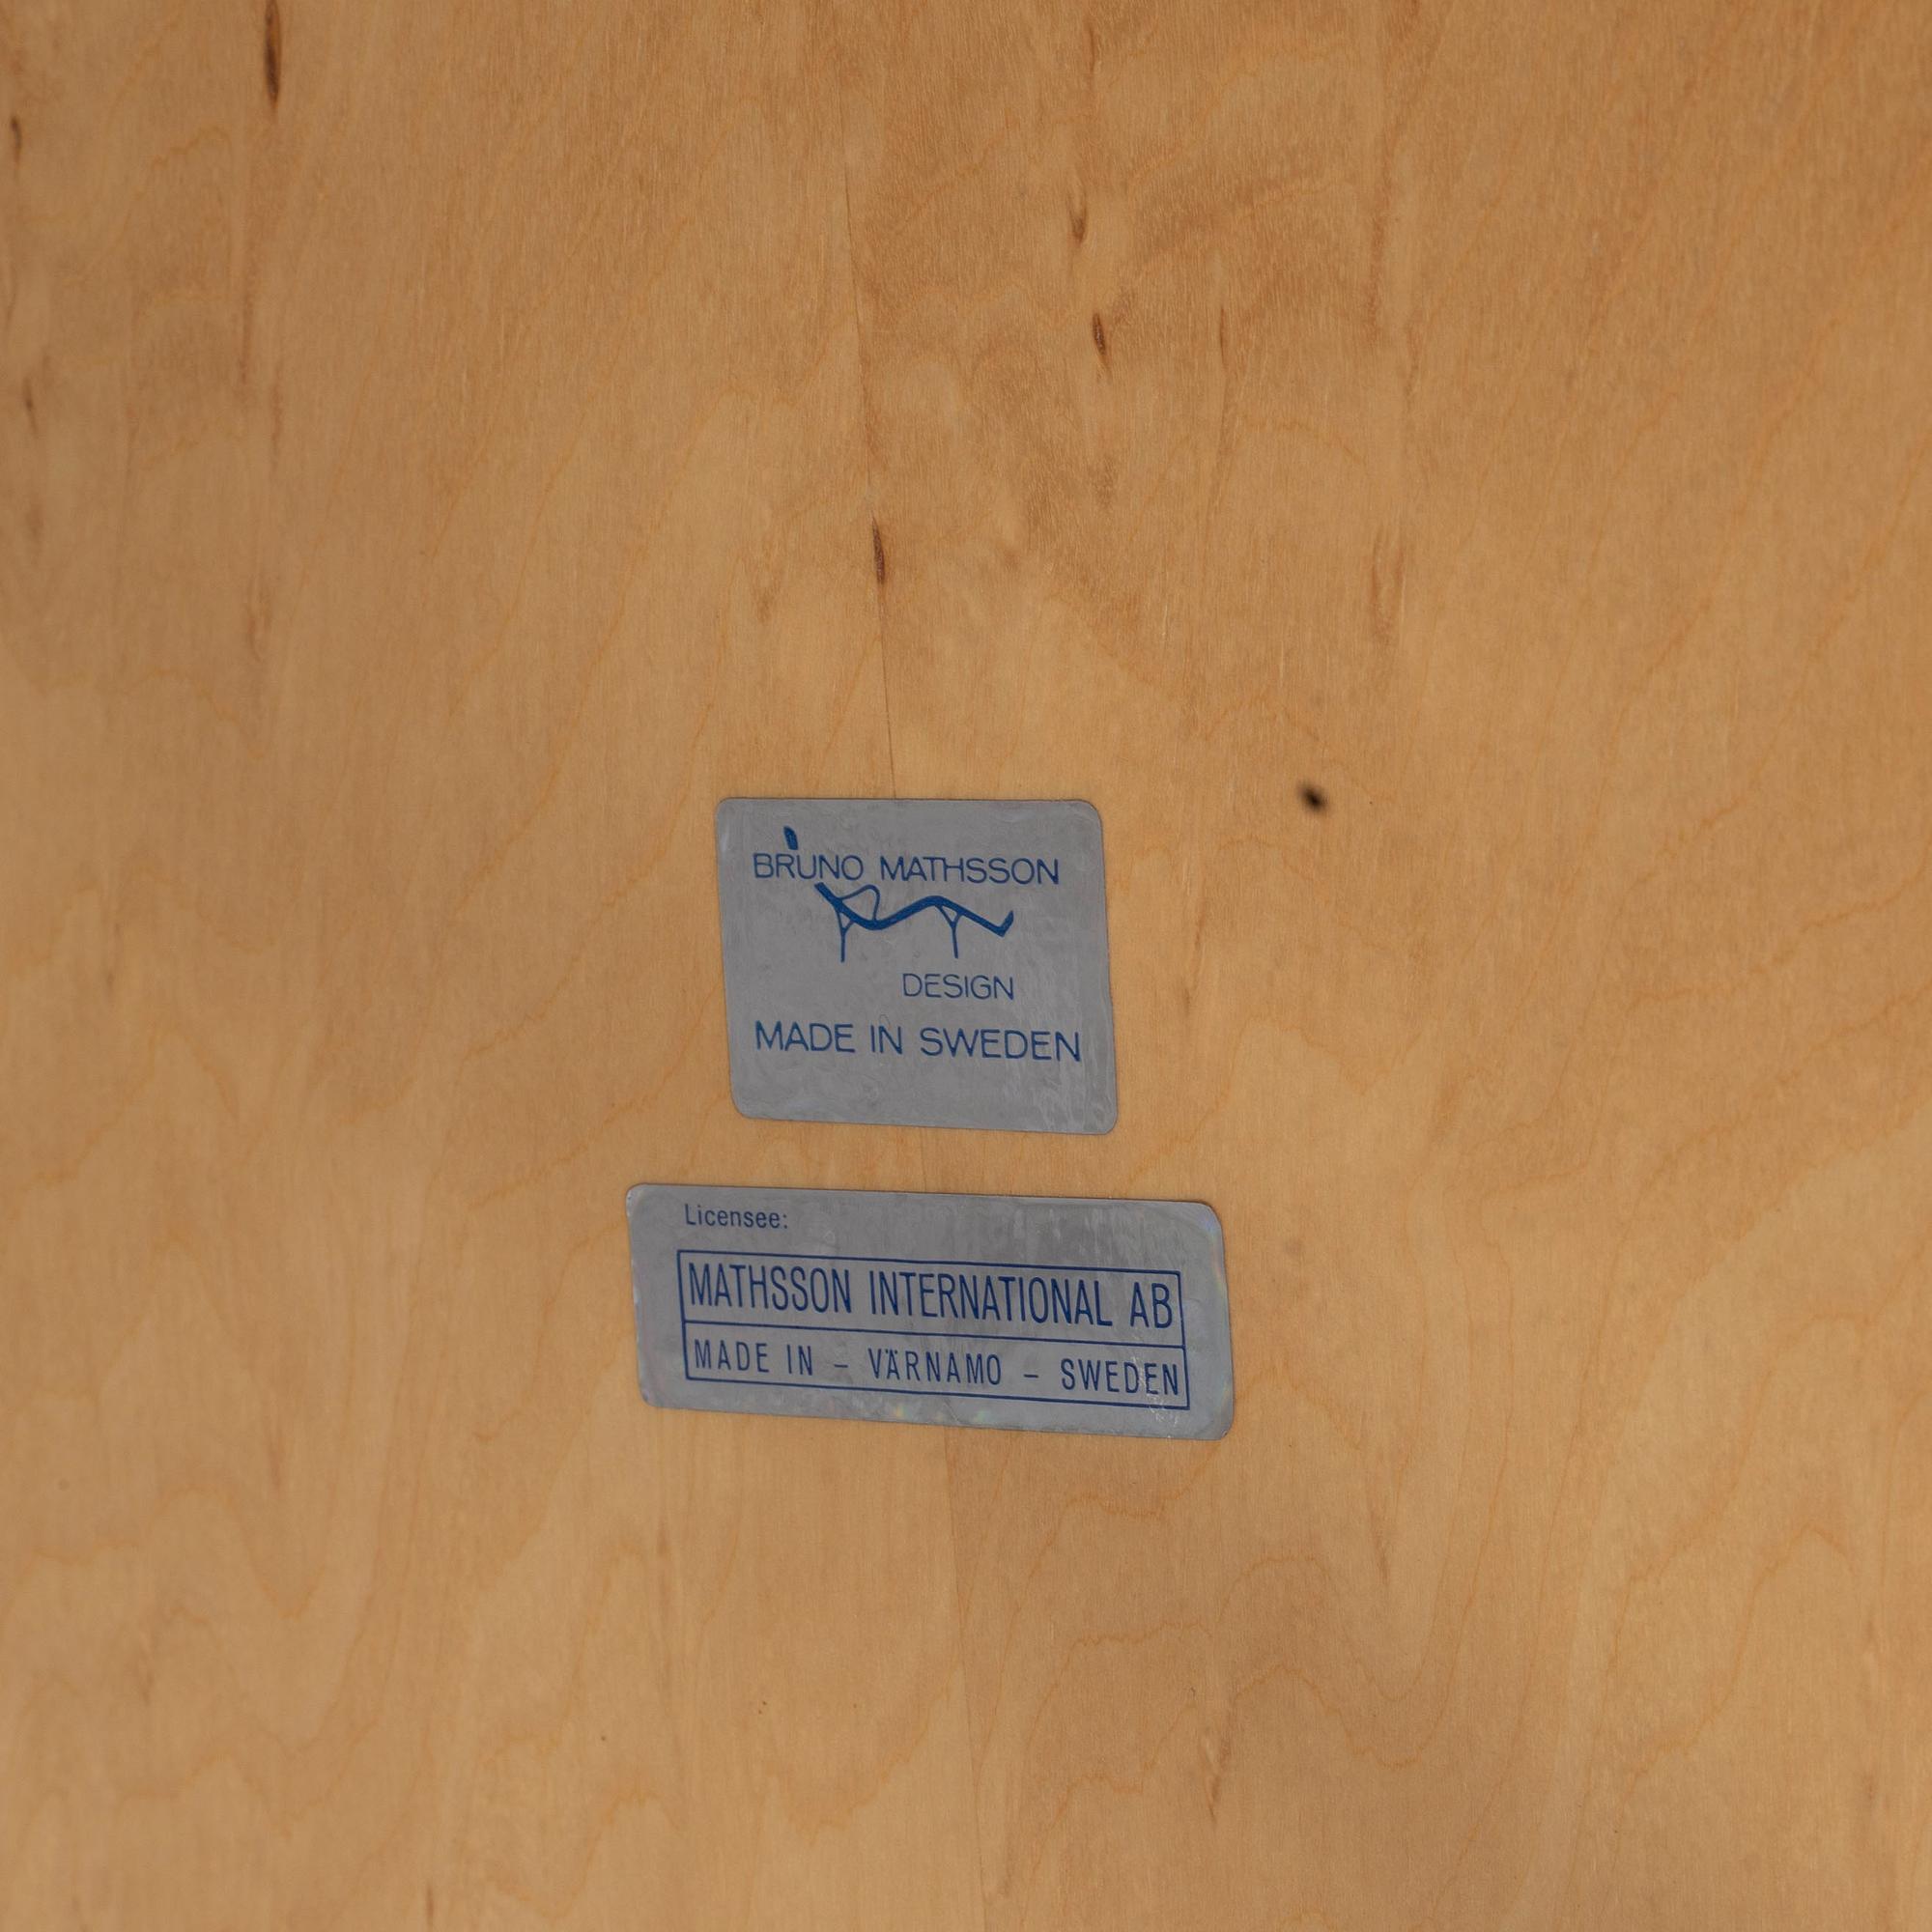 BRUNO MATHSSON
DESIGN
MADE IN SWEDEN
Licensee:
MATHSSON INTERNATIONAL AB
MADE IN – VÄRNAMO – SWEDEN